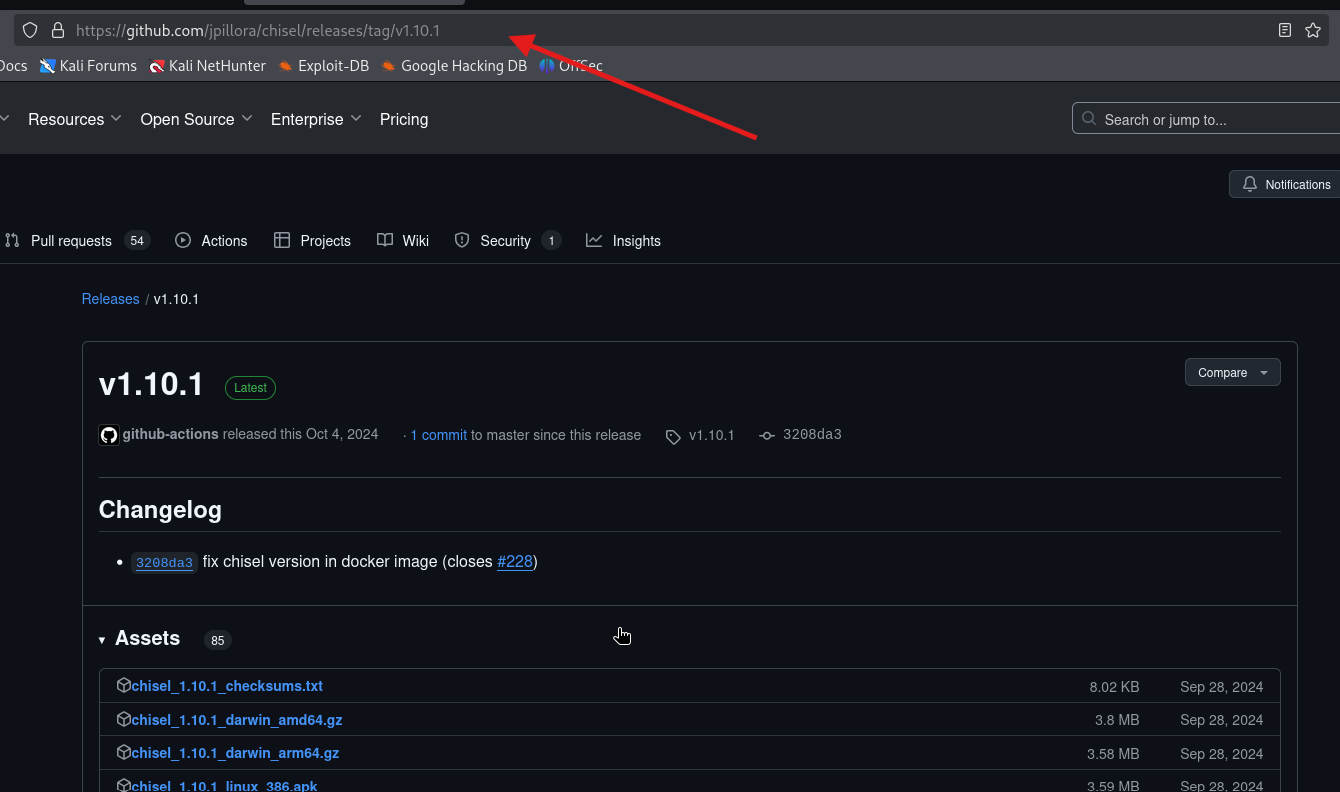 https://github.com/jpillora/chisel/releases/tag/v1.10.1
Docs Kali Forums Kali NetHunter Exploit-DB Google Hacking DB OffSec
Resources Open Source Enterprise Pricing Search or jump to...
Notifications
Pull requests 54 Actions Projects Wiki Security 1 Insights
Releases / v1.10.1
v1.10.1 Latest Compare
github-actions released this Oct 4, 2024 · 1 commit to master since this release v1.10.1 3208da3
Changelog
• 3208da3 fix chisel version in docker image (closes #228)
Assets 85
chisel_1.10.1_checksums.txt 8.02 KB Sep 28, 2024
chisel_1.10.1_darwin_amd64.gz 3.8 MB Sep 28, 2024
chisel_1.10.1_darwin_arm64.gz 3.58 MB Sep 28, 2024
chisel_1.10.1_linux_386.apk 3.59 MB Sep 28, 2024